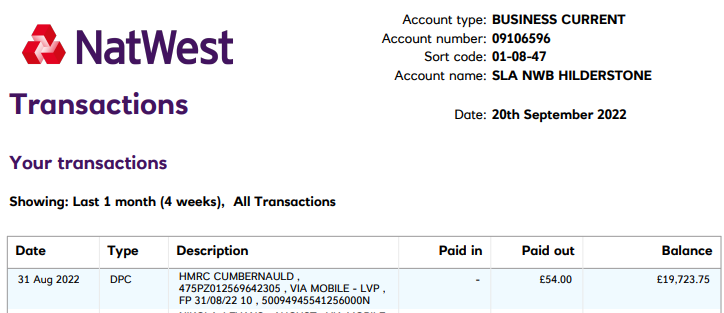 NatWest
Account type: BUSINESS CURRENT
Account number: 09106596
Sort code: 01-08-47
Account name: SLA NWB HILDERSTONE
Transactions
Date: 20th September 2022
Your transactions
Showing: Last 1 month (4 weeks), All Transactions
Date Type Description Paid in Paid out Balance
31 Aug 2022 DPC HMRC CUMBERNAULD , - £54.00 £19,723.75
475PZ012569642305 , VIA MOBILE - LVP ,
FP 31/08/22 10 , 50094945541256000N